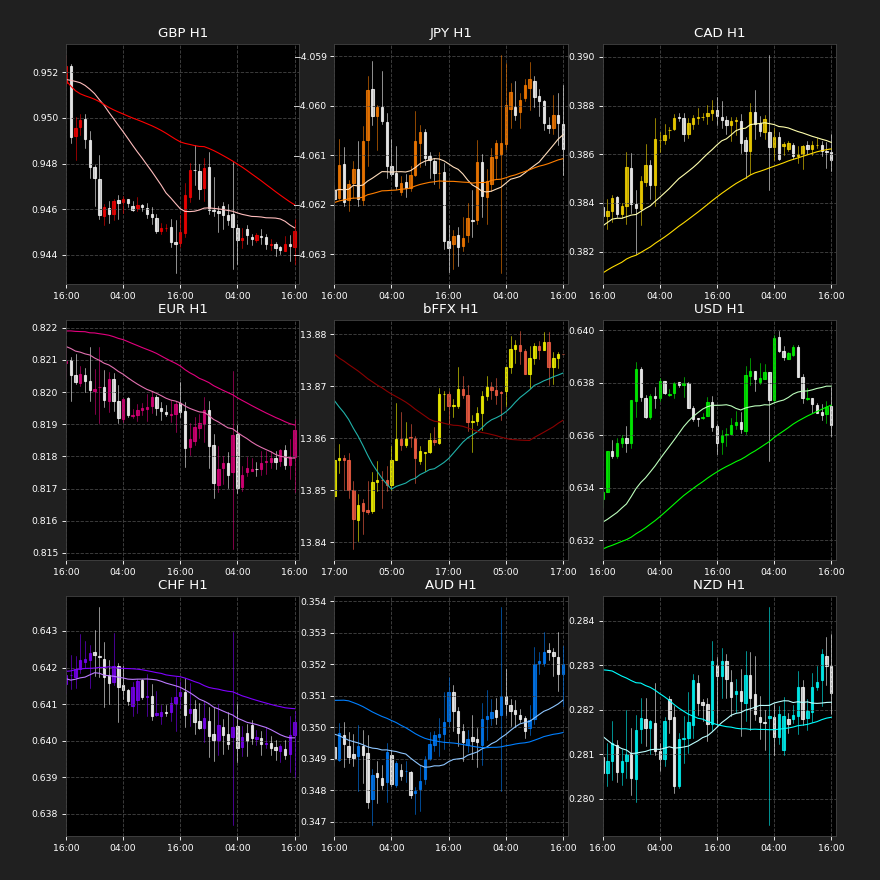 GBP H1
0.952
0.950
0.948
0.946
0.944
16:00 04:00 16:00 04:00 16:00
JPY H1
−4.059
−4.060
−4.061
−4.062
−4.063
16:00 04:00 16:00 04:00 16:00
CAD H1
0.390
0.388
0.386
0.384
0.382
16:00 04:00 16:00 04:00 16:00
EUR H1
0.822
0.821
0.820
0.819
0.818
0.817
0.815
16:00 04:00 16:00 04:00 16:00
bFFX H1
13.88
13.87
13.86
13.85
13.84
17:00 05:00 17:00 05:00 17:00
USD H1
0.640
0.638
0.636
0.634
0.632
16:00 04:00 16:00 04:00 16:00
CHF H1
0.643
0.642
0.641
0.640
0.639
0.638
16:00 04:00 16:00 04:00 16:00
AUD H1
0.354
0.353
0.352
0.351
0.350
0.349
0.348
0.347
16:00 04:00 16:00 04:00 16:00
NZD H1
0.284
0.283
0.282
0.281
0.280
16:00 04:00 16:00 04:00 16:00